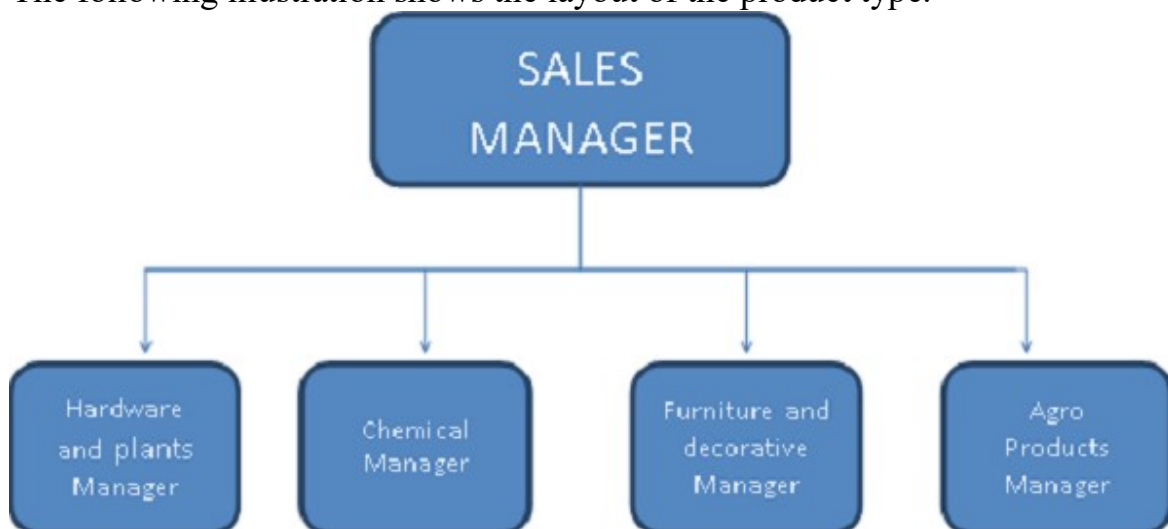 The following illustration shows the layout of the product type.
SALES
MANAGER
Hardware
and plants
Manager
Chemical
Manager
Furniture and
decorative
Manager
Agro
Products
Manager